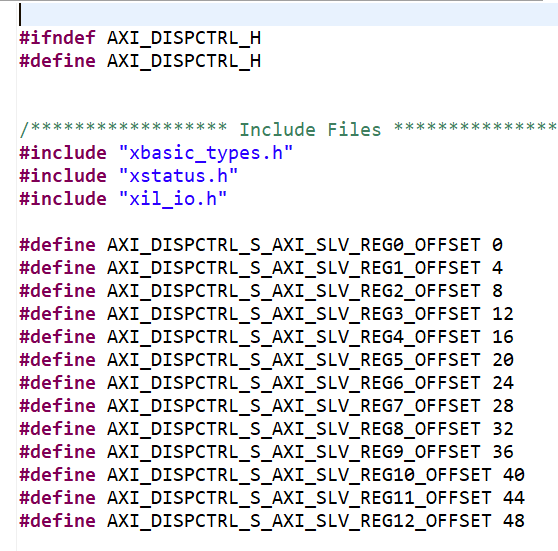 #ifndef AXI_DISPCTRL_H
#define AXI_DISPCTRL_H
/****************** Include Files ***************
#include "xbasic_types.h"
#include "xstatus.h"
#include "xil_io.h"
#define AXI_DISPCTRL_S_AXI_SLV_REG0_OFFSET 0
#define AXI_DISPCTRL_S_AXI_SLV_REG1_OFFSET 4
#define AXI_DISPCTRL_S_AXI_SLV_REG2_OFFSET 8
#define AXI_DISPCTRL_S_AXI_SLV_REG3_OFFSET 12
#define AXI_DISPCTRL_S_AXI_SLV_REG4_OFFSET 16
#define AXI_DISPCTRL_S_AXI_SLV_REG5_OFFSET 20
#define AXI_DISPCTRL_S_AXI_SLV_REG6_OFFSET 24
#define AXI_DISPCTRL_S_AXI_SLV_REG7_OFFSET 28
#define AXI_DISPCTRL_S_AXI_SLV_REG8_OFFSET 32
#define AXI_DISPCTRL_S_AXI_SLV_REG9_OFFSET 36
#define AXI_DISPCTRL_S_AXI_SLV_REG10_OFFSET 40
#define AXI_DISPCTRL_S_AXI_SLV_REG11_OFFSET 44
#define AXI_DISPCTRL_S_AXI_SLV_REG12_OFFSET 48